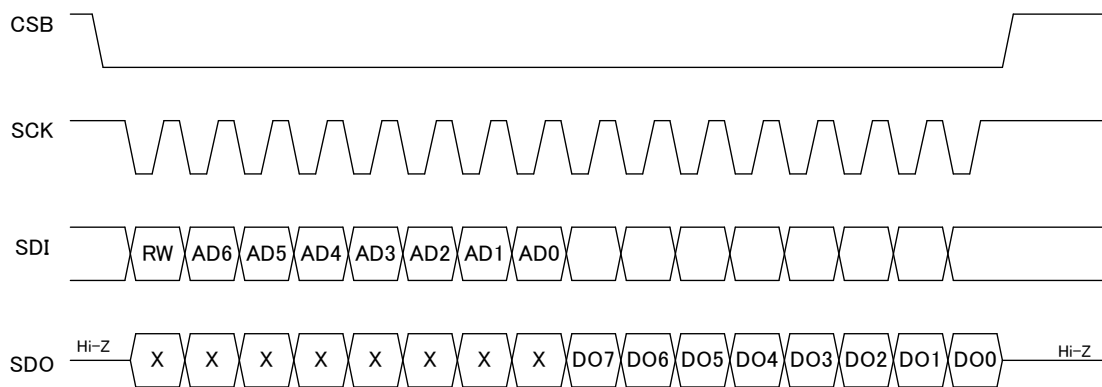 CSB
SCK
SDI RW AD6 AD5 AD4 AD3 AD2 AD1 AD0
SDO Hi-Z X X X X X X X X DO7 DO6 DO5 DO4 DO3 DO2 DO1 DO0 Hi-Z